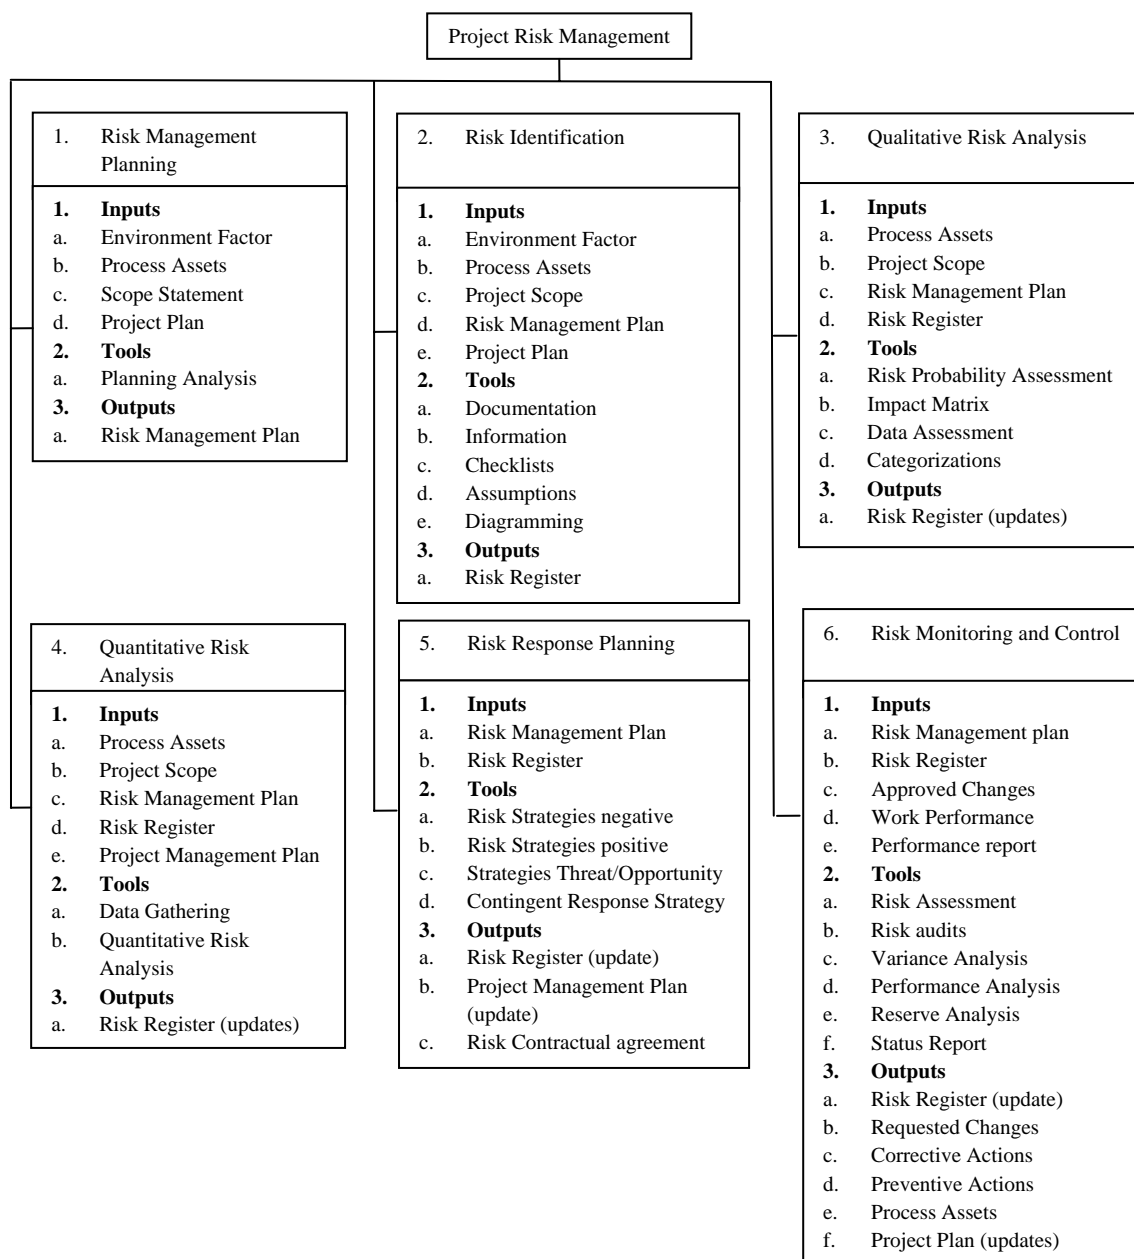 Project Risk Management
1. Risk Management
Planning
1. Inputs
a. Environment Factor
b. Process Assets
c. Scope Statement
d. Project Plan
2. Tools
a. Planning Analysis
3. Outputs
a. Risk Management Plan
2. Risk Identification
1. Inputs
a. Environment Factor
b. Process Assets
c. Project Scope
d. Risk Management Plan
e. Project Plan
2. Tools
a. Documentation
b. Information
c. Checklists
d. Assumptions
e. Diagramming
3. Outputs
a. Risk Register
3. Qualitative Risk Analysis
1. Inputs
a. Process Assets
b. Project Scope
c. Risk Management Plan
d. Risk Register
2. Tools
a. Risk Probability Assessment
b. Impact Matrix
c. Data Assessment
d. Categorizations
3. Outputs
a. Risk Register (updates)
4. Quantitative Risk
Analysis
1. Inputs
a. Process Assets
b. Project Scope
c. Risk Management Plan
d. Risk Register
e. Project Management Plan
2. Tools
a. Data Gathering
b. Quantitative Risk
Analysis
3. Outputs
a. Risk Register (updates)
5. Risk Response Planning
1. Inputs
a. Risk Management Plan
b. Risk Register
2. Tools
a. Risk Strategies negative
b. Risk Strategies positive
c. Strategies Threat/Opportunity
d. Contingent Response Strategy
3. Outputs
a. Risk Register (update)
b. Project Management Plan
(update)
c. Risk Contractual agreement
6. Risk Monitoring and Control
1. Inputs
a. Risk Management plan
b. Risk Register
c. Approved Changes
d. Work Performance
e. Performance report
2. Tools
a. Risk Assessment
b. Risk audits
c. Variance Analysis
d. Performance Analysis
e. Reserve Analysis
f. Status Report
3. Outputs
a. Risk Register (update)
b. Requested Changes
c. Corrective Actions
d. Preventive Actions
e. Process Assets
f. Project Plan (updates)